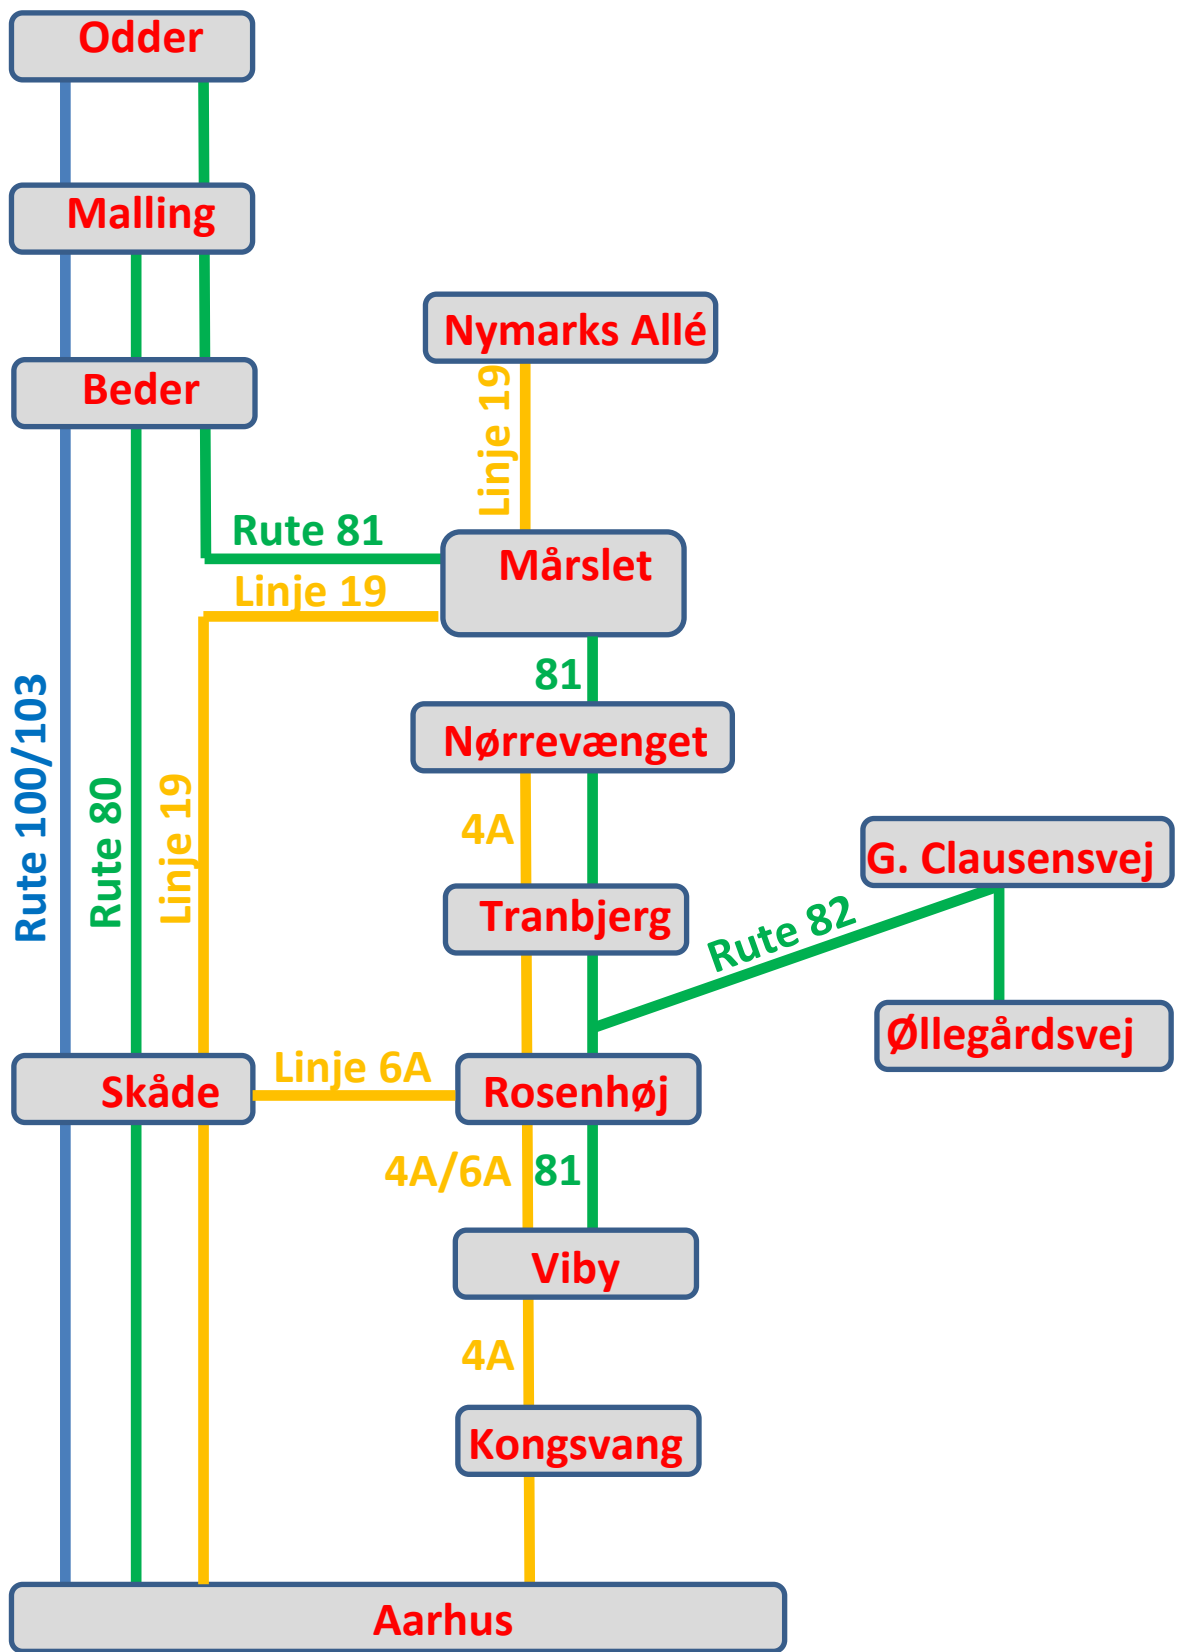 Odder
Malling
Nymarks Allé
Beder
Linje 19
Rute 81
Mårslet
Linje 19
81
Rute 100/103
Nørrevænget
Rute 80
Linje 19
4A
G. Clausensvej
Tranbjerg
Rute 82
Øllegårdsvej
Linje 6A
Skåde
Rosenhøj
4A/6A
81
Viby
4A
Kongsvang
Aarhus